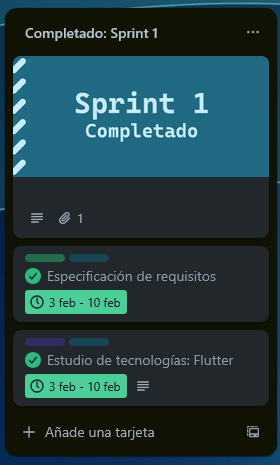 Completado: Sprint 1
Sprint 1
Completado
1
Especificación de requisitos
3 feb - 10 feb
Estudio de tecnologías: Flutter
3 feb - 10 feb
Añade una tarjeta